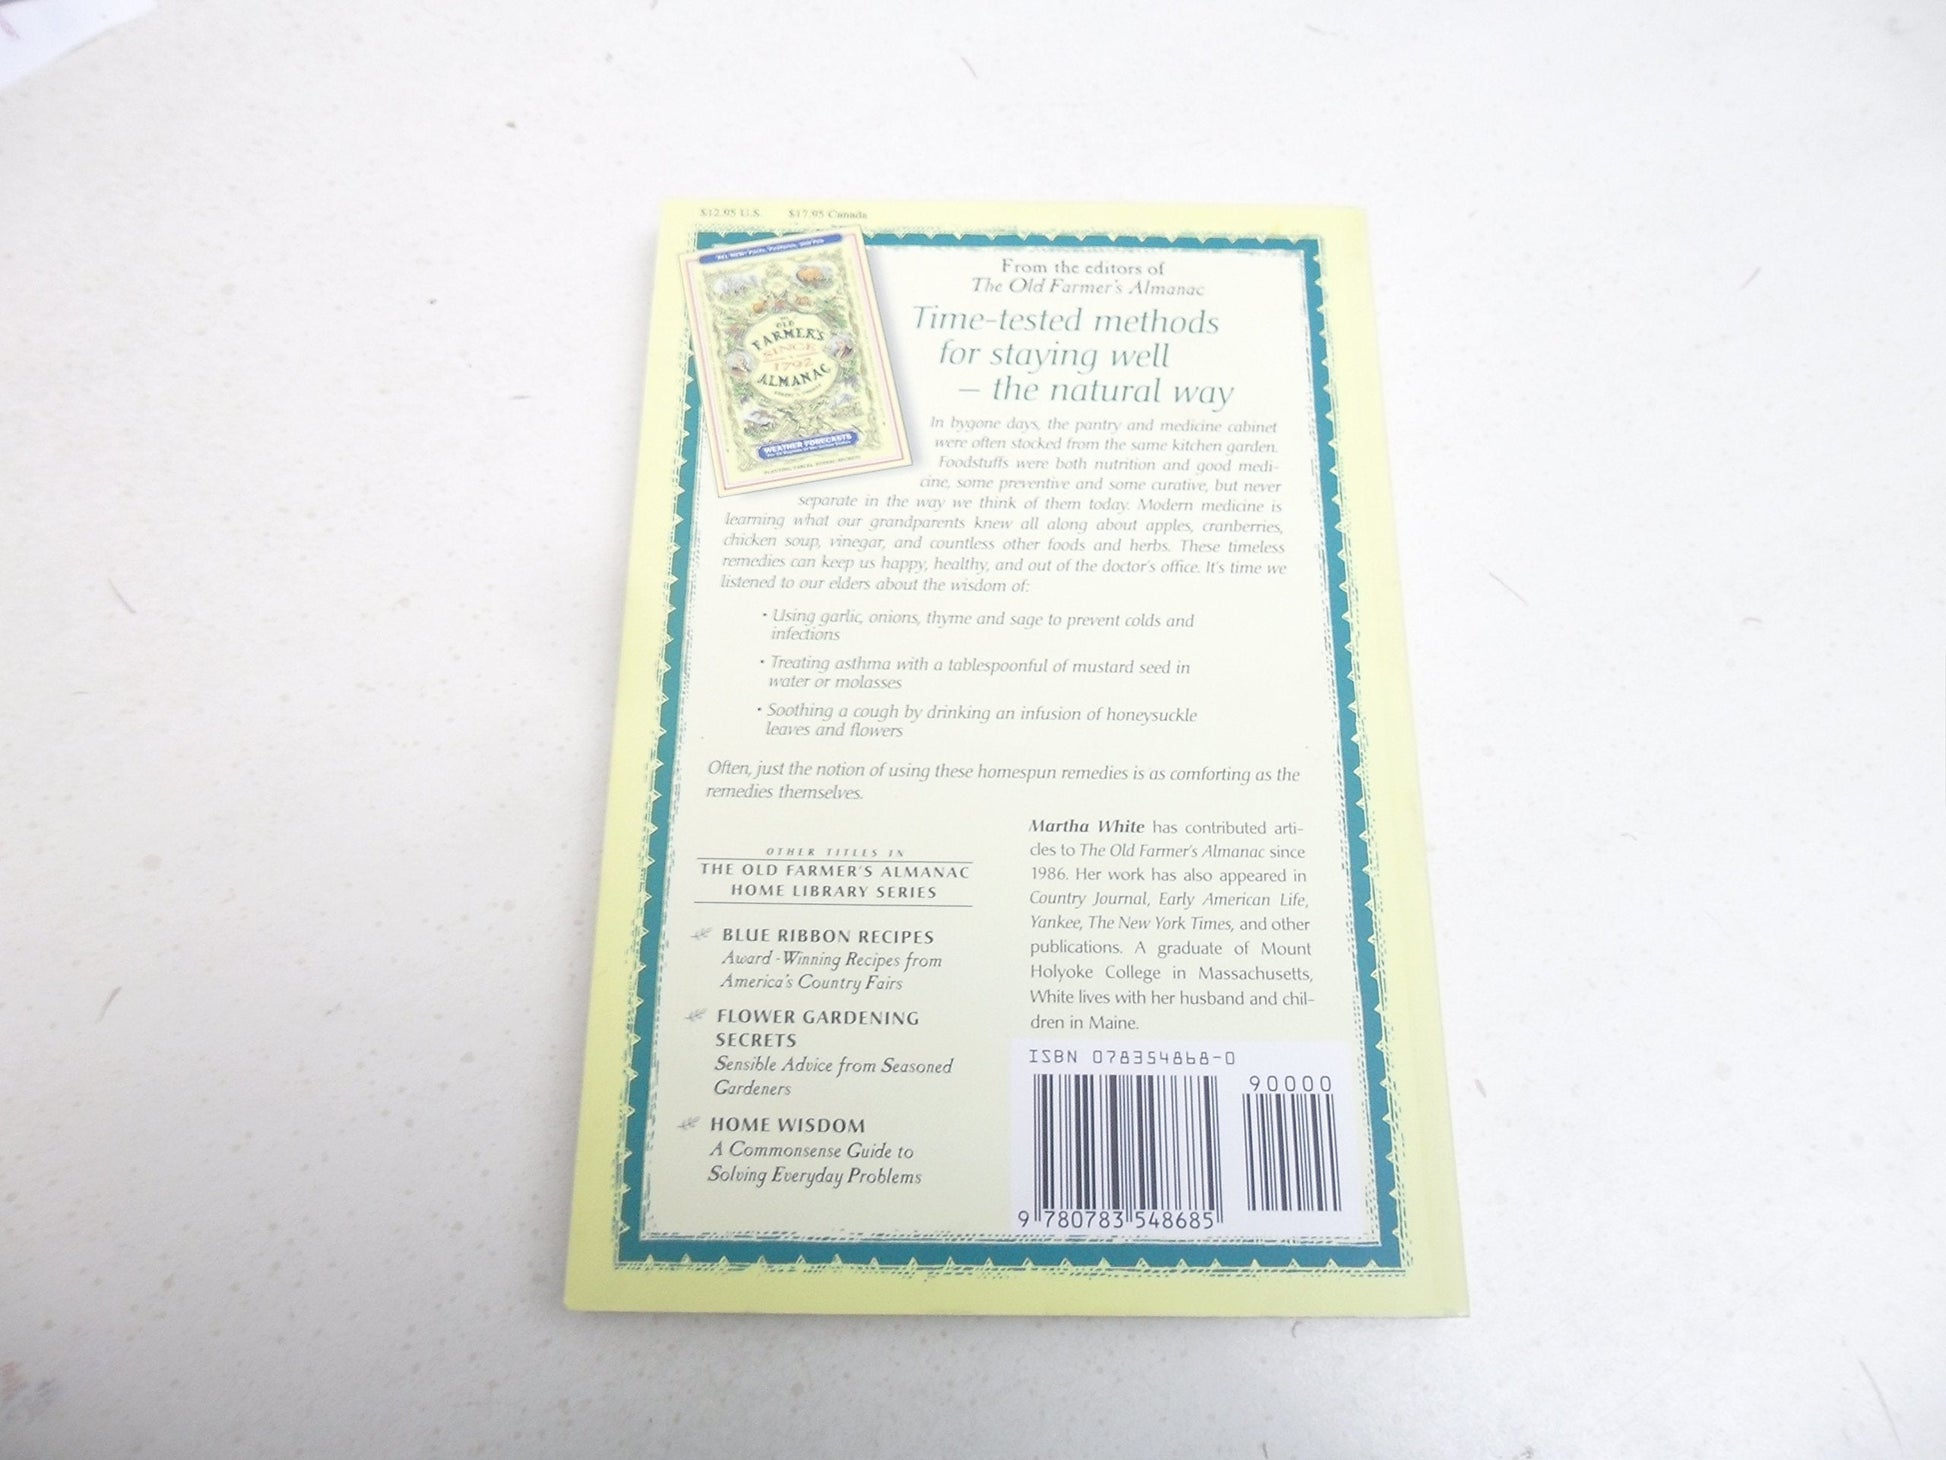 $12.95 U.S. $17.95 Canada
THE
OLD
FARMER'S
SINCE
1792
ALMANAC
WEATHER FORECASTS
From the editors of
The Old Farmer's Almanac
Time-tested methods
for staying well
– the natural way
In bygone days, the pantry and medicine cabinet
were often stocked from the same kitchen garden.
Foodstuffs were both nutrition and good medi-
cine, some preventive and some curative, but never
separate in the way we think of them today. Modern medicine is
learning what our grandparents knew all along about apples, cranberries,
chicken soup, vinegar, and countless other foods and herbs. These timeless
remedies can keep us happy, healthy, and out of the doctor's office. It's time we
listened to our elders about the wisdom of:
• Using garlic, onions, thyme and sage to prevent colds and
infections
• Treating asthma with a tablespoonful of mustard seed in
water or molasses
• Soothing a cough by drinking an infusion of honeysuckle
leaves and flowers
Often, just the notion of using these homespun remedies is as comforting as the
remedies themselves.
OTHER TITLES IN
THE OLD FARMER'S ALMANAC
HOME LIBRARY SERIES
BLUE RIBBON RECIPES
Award-Winning Recipes from
America's Country Fairs
FLOWER GARDENING
SECRETS
Sensible Advice from Seasoned
Gardeners
HOME WISDOM
A Commonsense Guide to
Solving Everyday Problems
Martha White has contributed arti-
cles to The Old Farmer's Almanac since
1986. Her work has also appeared in
Country Journal, Early American Life,
Yankee, The New York Times, and other
publications. A graduate of Mount
Holyoke College in Massachusetts,
White lives with her husband and chil-
dren in Maine.
ISBN 078354868-0
90000
9 780783 548685